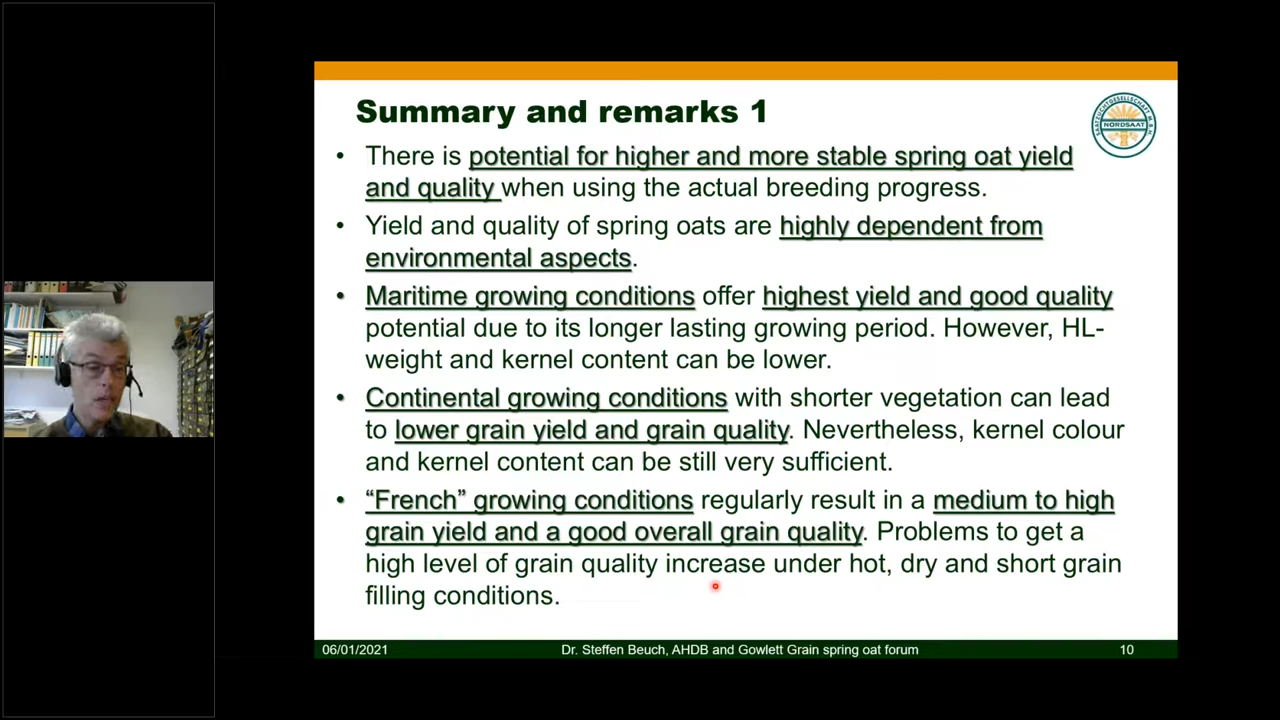 Summary and remarks 1
SAATZUCHTGESELLSCHAFT M.B.H.
NORDSAAT
• There is potential for higher and more stable spring oat yield
and quality when using the actual breeding progress.
• Yield and quality of spring oats are highly dependent from
environmental aspects.
• Maritime growing conditions offer highest yield and good quality
potential due to its longer lasting growing period. However, HL-
weight and kernel content can be lower.
• Continental growing conditions with shorter vegetation can lead
to lower grain yield and grain quality. Nevertheless, kernel colour
and kernel content can be still very sufficient.
• “French” growing conditions regularly result in a medium to high
grain yield and a good overall grain quality. Problems to get a
high level of grain quality increase under hot, dry and short grain
filling conditions.
06/01/2021
Dr. Steffen Beuch, AHDB and Gowlett Grain spring oat forum
10